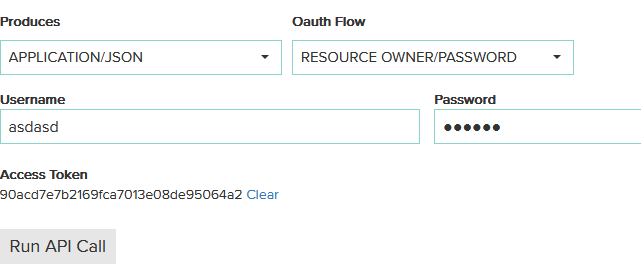 Produces Oauth Flow
APPLICATION/JSON RESOURCE OWNER/PASSWORD
Username Password
asdasd ●●●●●●
Access Token
90acd7e7b2169fca7013e08de95064a2 Clear
Run API Call